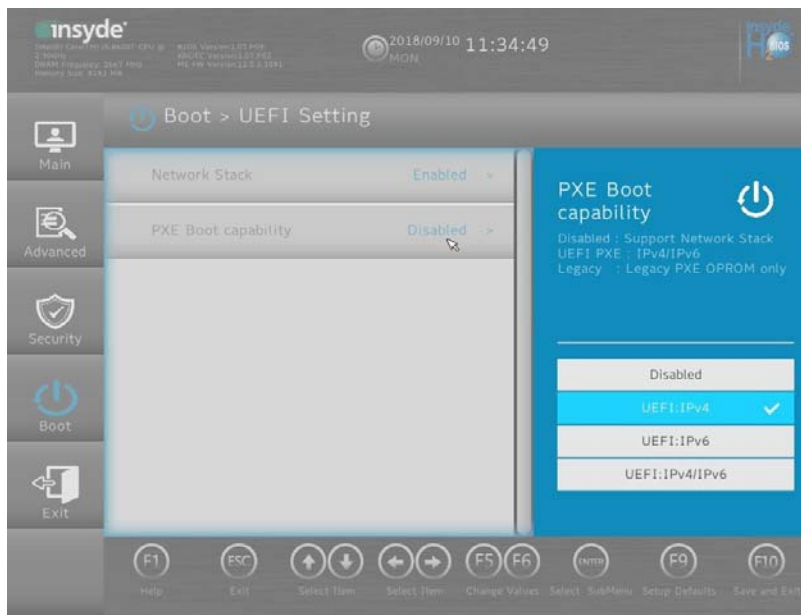 insyde
2018/09/10 11:34:49
MON
insyde
H2O BIOS
Boot > UEFI Setting
Main
Advanced
Security
Boot
Exit
Network Stack Enabled >
PXE Boot capability Disabled >
PXE Boot
capability
Disabled : Support Network Stack
UEFI PXE : IPv4/IPv6
Legacy : Legacy PXE OPROM only
Disabled
UEFI:IPv4
UEFI:IPv6
UEFI:IPv4/IPv6
F1 ESC F5 F6 ENTER F9 F10
Help Exit Select Item Select Item Change Values Select SubMenu Setup Defaults Save and Exit